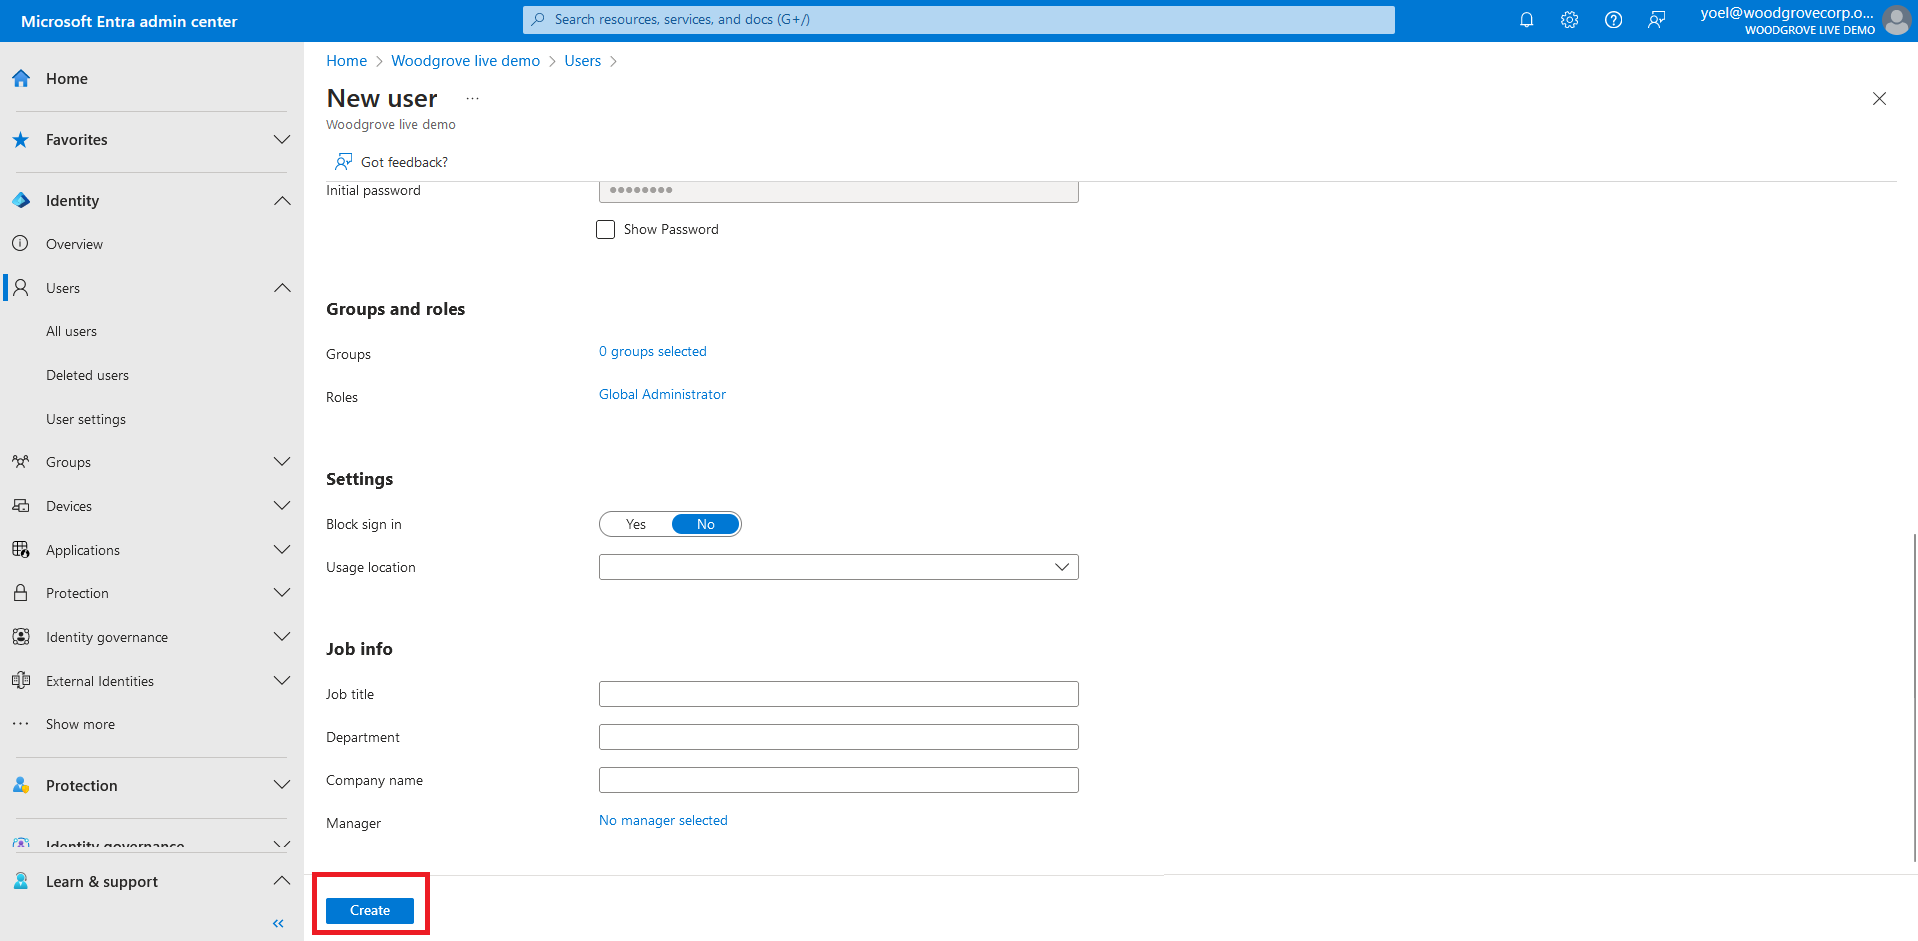 Microsoft Entra admin center
Search resources, services, and docs (G+/)
yoel@woodgrovecorp.o...
WOODGROVE LIVE DEMO
Home
Favorites
Identity
Overview
Users
All users
Deleted users
User settings
Groups
Devices
Applications
Protection
Identity governance
External Identities
Show more
Protection
Identity governance
Learn & support
Home > Woodgrove live demo > Users >
New user ...
Woodgrove live demo
Got feedback?
Initial password
Show Password
Groups and roles
Groups 0 groups selected
Roles Global Administrator
Settings
Block sign in Yes No
Usage location
Job info
Job title
Department
Company name
Manager No manager selected
Create